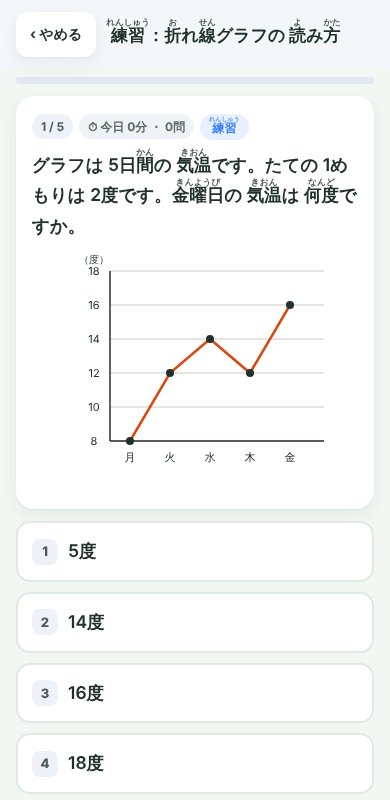 ‹ やめる
練習：折れ線グラフの 読み方
れんしゅう お せん よ かた
1 / 5
⏱ 今日 0分 ・ 0問
練習
れんしゅう
グラフは 5日間の 気温です。たての 1め
かん きおん
もりは 2度です。金曜日の 気温は 何度で
きんようび きおん なんど
すか。
（度）
18
16
14
12
10
8
月 火 水 木 金
1 5度
2 14度
3 16度
4 18度